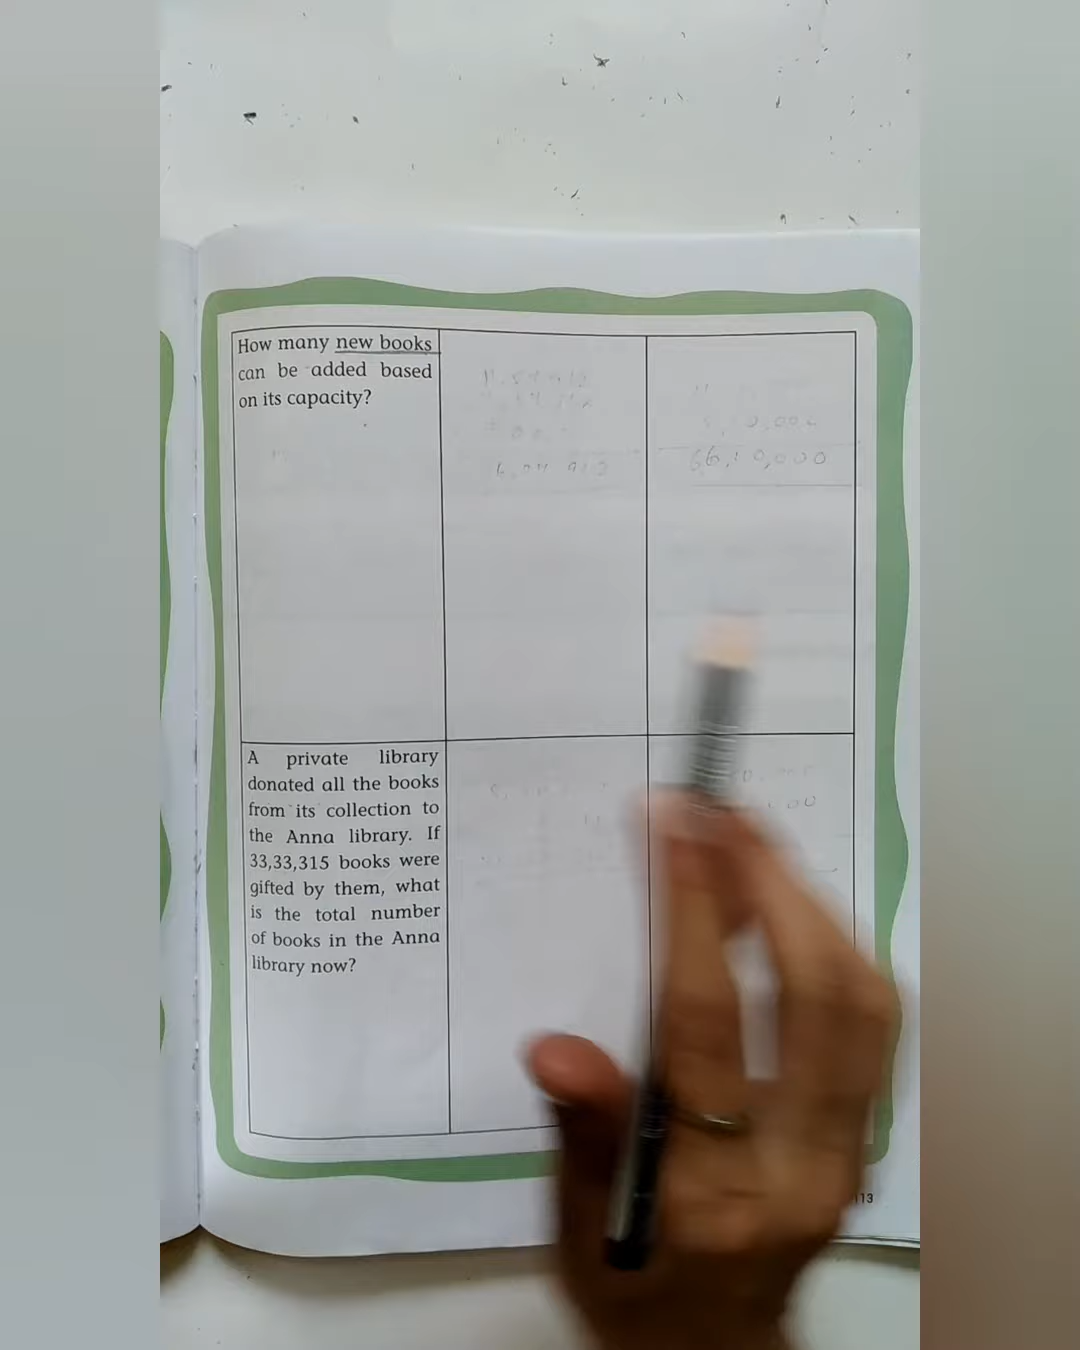 How many new books
can be added based
on its capacity?
66,10,000
A private library
donated all the books
from its collection to
the Anna library. If
33,33,315 books were
gifted by them, what
is the total number
of books in the Anna
library now?
113